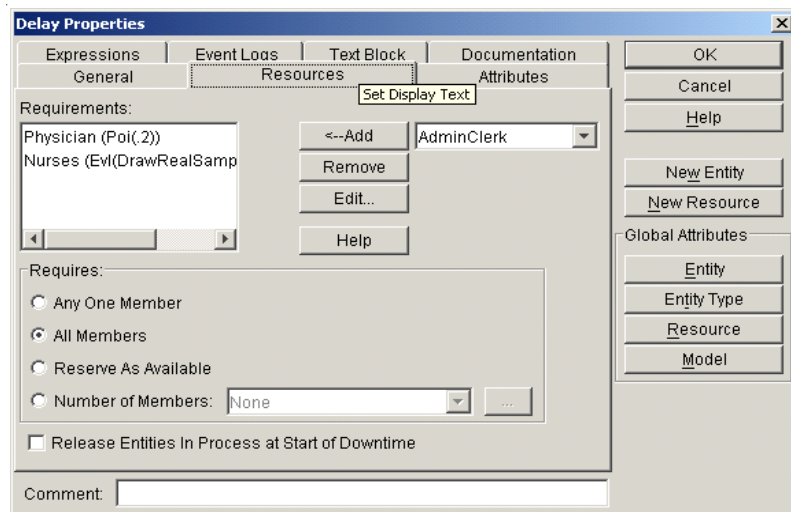 Delay Properties
Expressions Event Logs Text Block Documentation
General Resources Attributes
Set Display Text
Requirements:
Physician (Poi(.2))
Nurses (Evl(DrawRealSamp
<--Add
AdminClerk
Remove
Edit...
Help
Requires:
Any One Member
All Members
Reserve As Available
Number of Members: None ...
Release Entities In Process at Start of Downtime
Comment:
OK
Cancel
Help
New Entity
New Resource
Global Attributes
Entity
Entity Type
Resource
Model